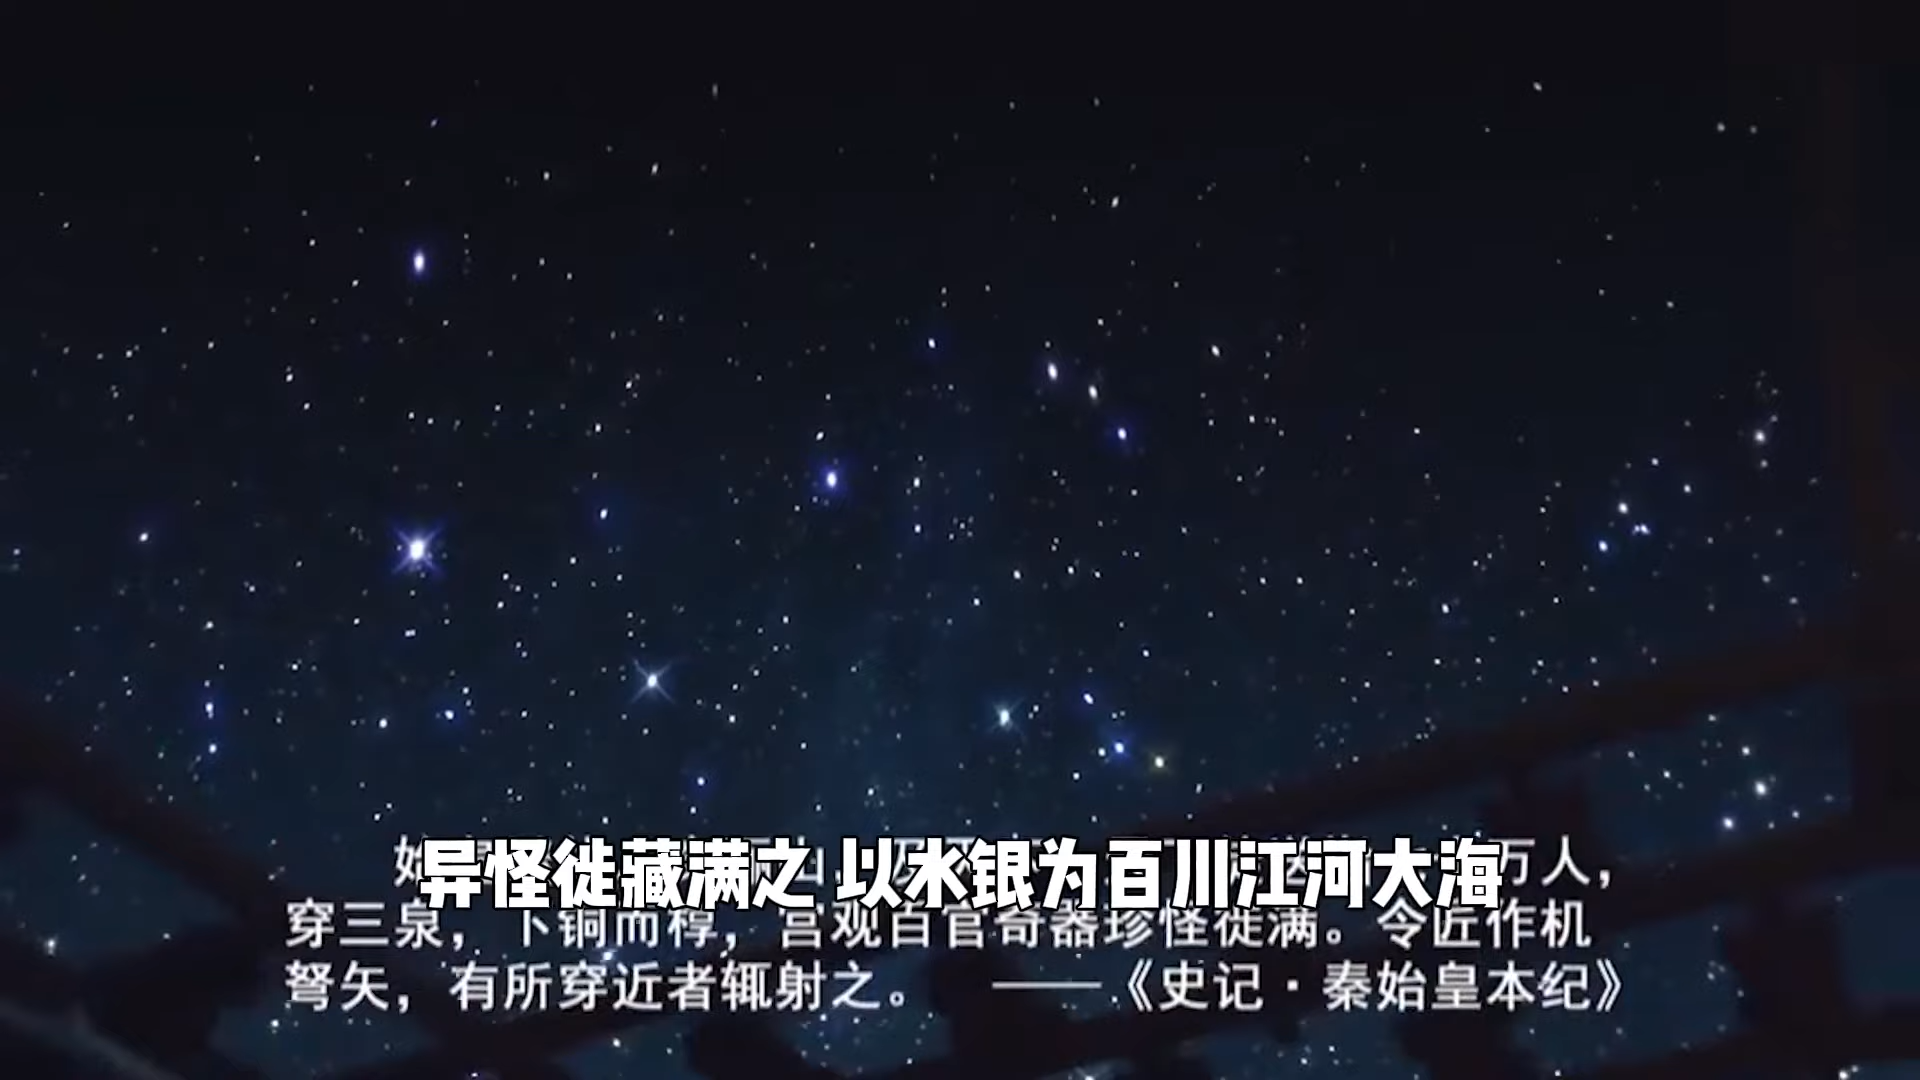 异怪徙藏满之 以水银为百川江河大海
始 万人，
穿三泉，下铜而椁，宫观百官奇器珍怪徙满。令匠作机
弩矢，有所穿近者辄射之。 ——《史记·秦始皇本纪》